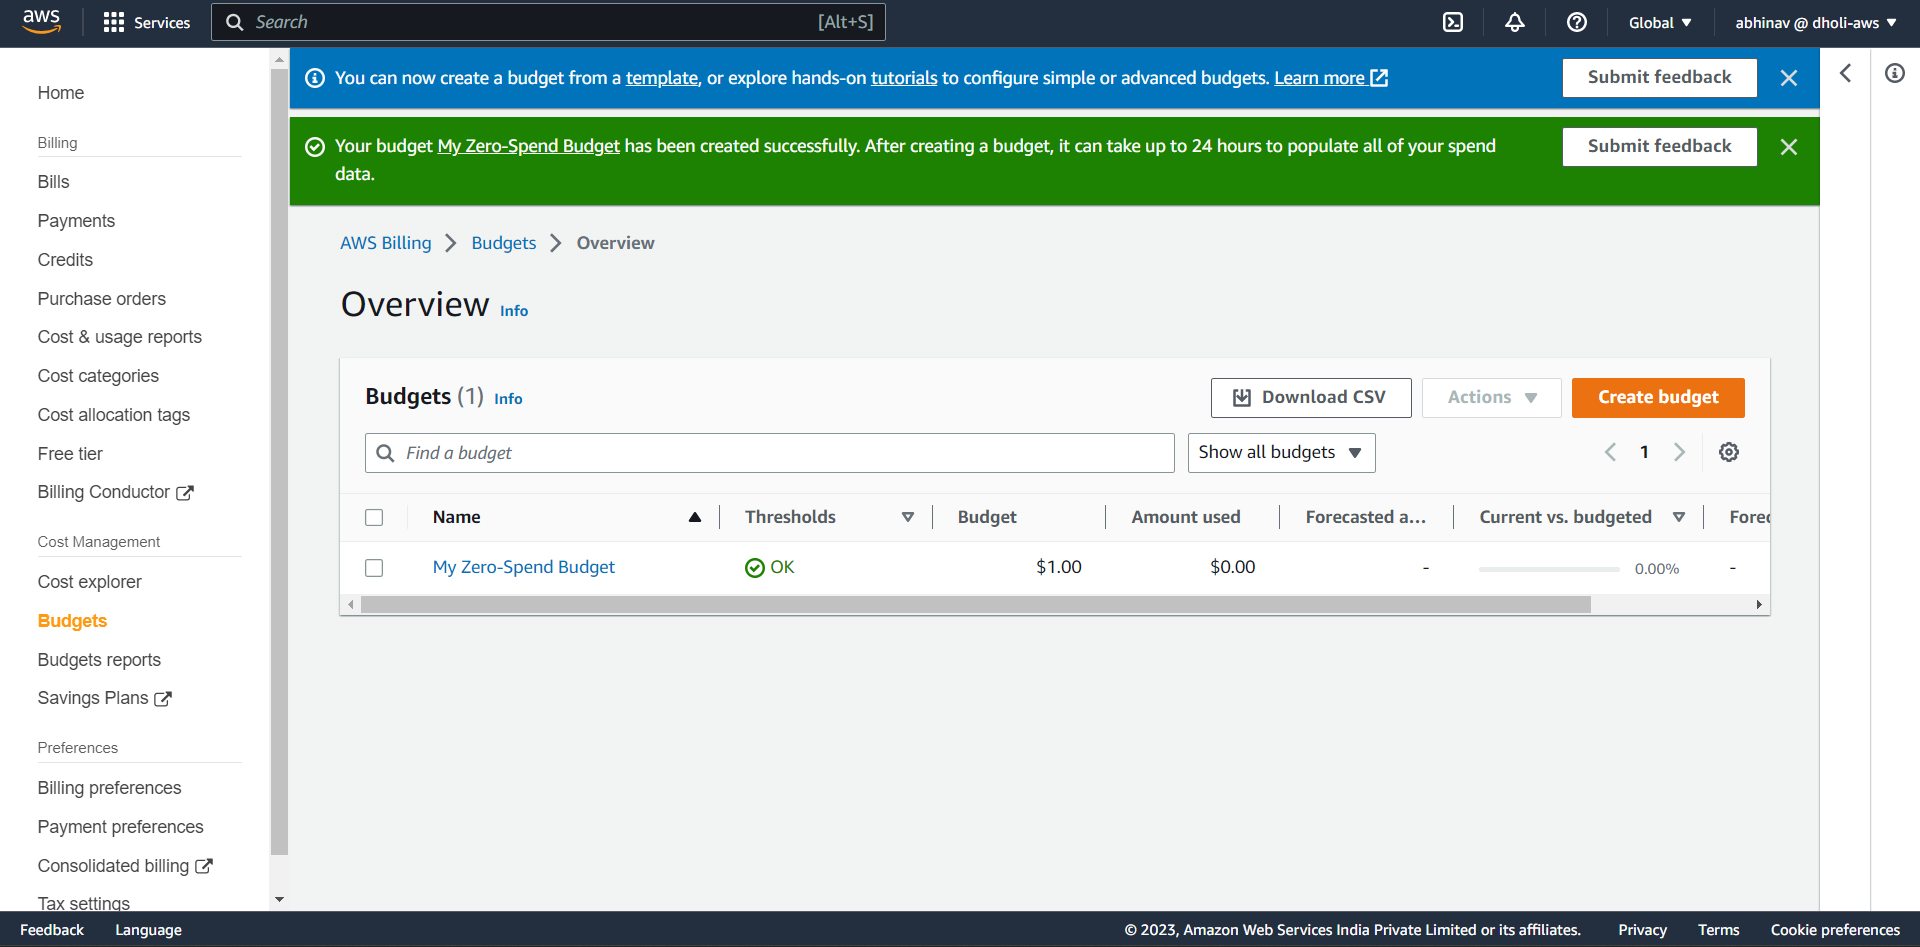 aws
Services
Search [Alt+S]
Global
abhinav @ dholi-aws
Home
Billing
Bills
Payments
Credits
Purchase orders
Cost & usage reports
Cost categories
Cost allocation tags
Free tier
Billing Conductor
Cost Management
Cost explorer
Budgets
Budgets reports
Savings Plans
Preferences
Billing preferences
Payment preferences
Consolidated billing
Tax settings
You can now create a budget from a template, or explore hands-on tutorials to configure simple or advanced budgets. Learn more
Submit feedback
Your budget My Zero-Spend Budget has been created successfully. After creating a budget, it can take up to 24 hours to populate all of your spend
data.
Submit feedback
AWS Billing Budgets Overview
Overview Info
Budgets (1) Info
Download CSV
Actions
Create budget
Find a budget
Show all budgets
1
Name Thresholds Budget Amount used Forecasted a... Current vs. budgeted Forec
My Zero-Spend Budget OK $1.00 $0.00 - 0.00% -
Feedback Language © 2023, Amazon Web Services India Private Limited or its affiliates. Privacy Terms Cookie preferences